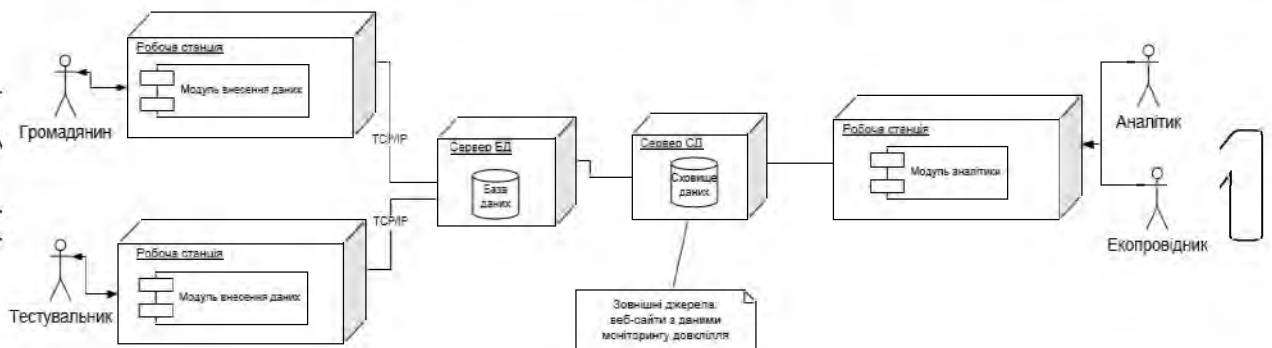 Робоча станція
Модуль внесення даних
Громадянин
TCP/IP
Сервер БД
База
даних
Сервер СД
Сховище
даних
Робоча станція
Модуль аналітики
Аналітик
Екопровідник
TCP/IP
Робоча станція
Модуль внесення даних
Тестувальник
Зовнішні джерела:
веб-сайти з даними
моніторингу довкілля